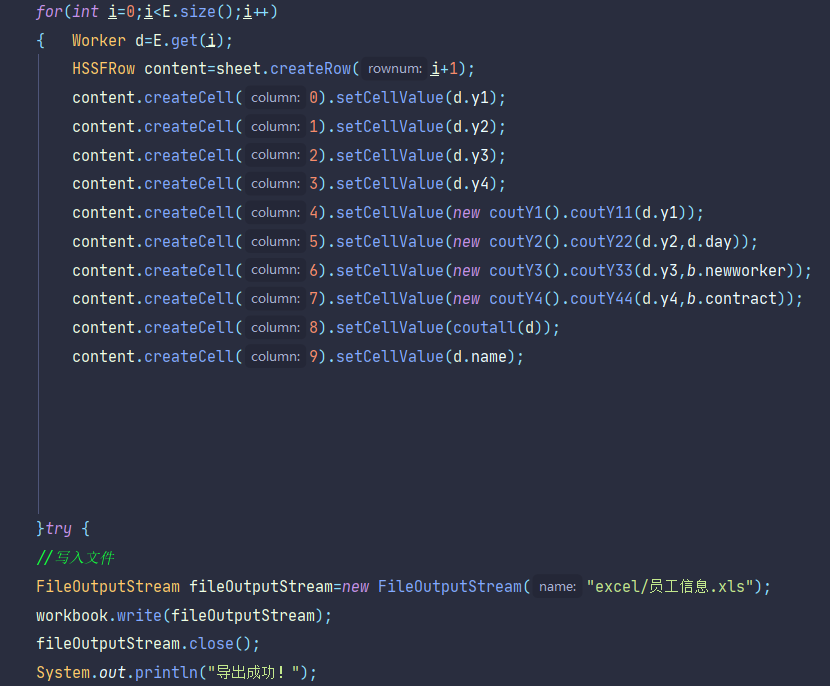 for(int i=0;i<E.size();i++)
{   Worker d=E.get(i);
    HSSFRow content=sheet.createRow( rownum: i+1);
    content.createCell( column: 0).setCellValue(d.y1);
    content.createCell( column: 1).setCellValue(d.y2);
    content.createCell( column: 2).setCellValue(d.y3);
    content.createCell( column: 3).setCellValue(d.y4);
    content.createCell( column: 4).setCellValue(new coutY1().coutY11(d.y1));
    content.createCell( column: 5).setCellValue(new coutY2().coutY22(d.y2,d.day));
    content.createCell( column: 6).setCellValue(new coutY3().coutY33(d.y3,b.newworker));
    content.createCell( column: 7).setCellValue(new coutY4().coutY44(d.y4,b.contract));
    content.createCell( column: 8).setCellValue(coutall(d));
    content.createCell( column: 9).setCellValue(d.name);
}try {
//写入文件
FileOutputStream fileOutputStream=new FileOutputStream( name: "excel/员工信息.xls");
workbook.write(fileOutputStream);
fileOutputStream.close();
System.out.println("导出成功！");